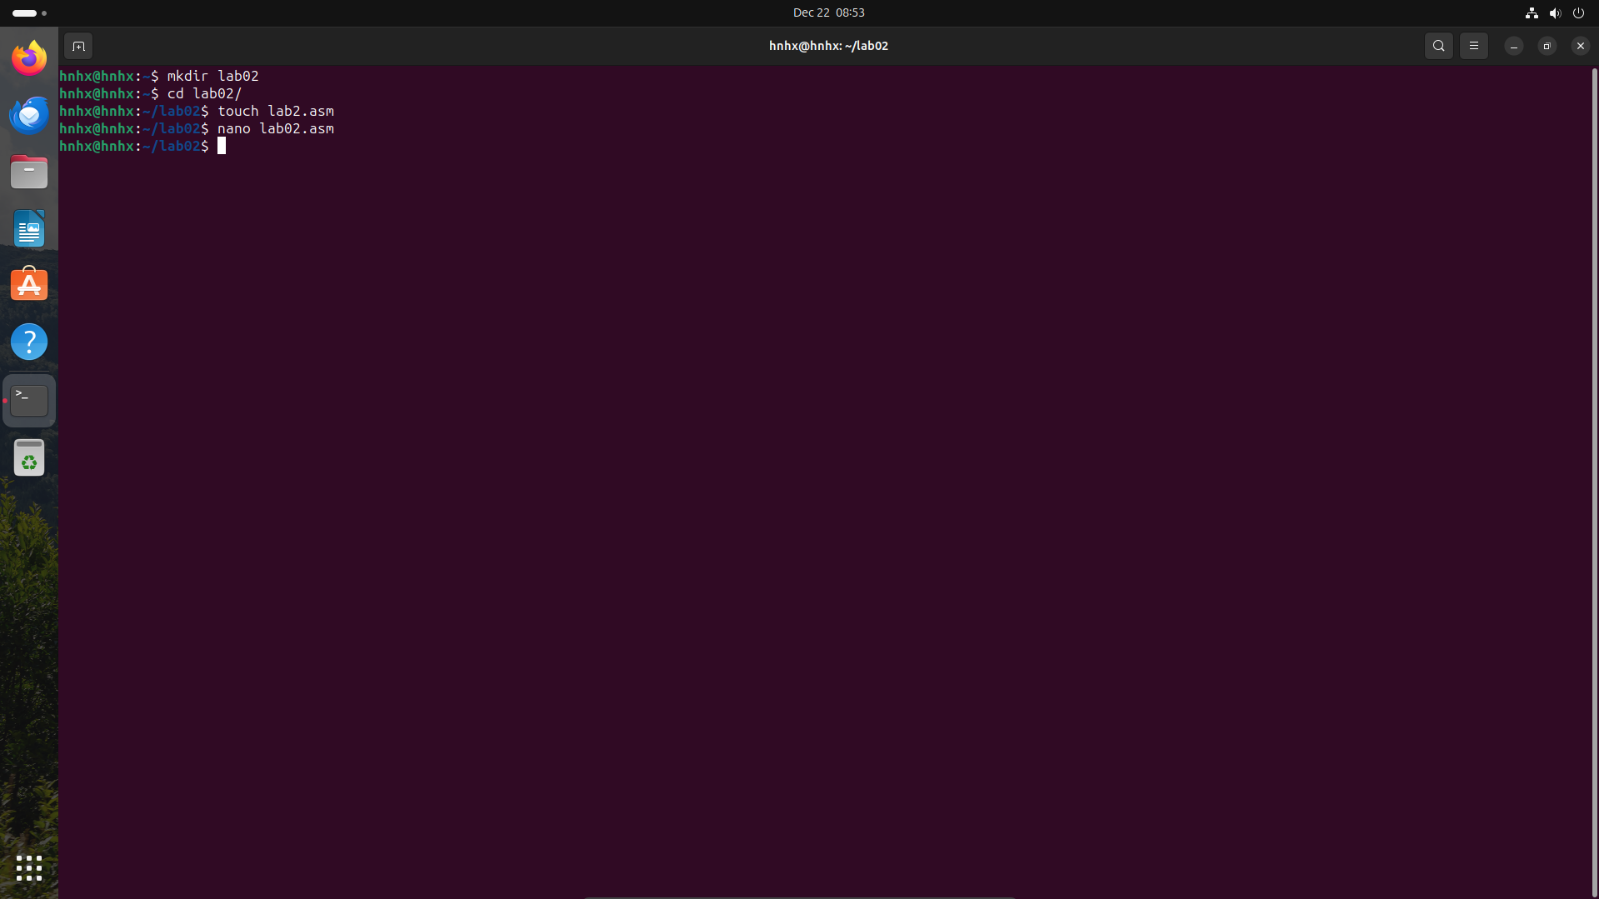 Dec 22 08:53
hnhx@hnhx: ~/lab02
hnhx@hnhx:~$ mkdir lab02
hnhx@hnhx:~$ cd lab02/
hnhx@hnhx:~/lab02$ touch lab2.asm
hnhx@hnhx:~/lab02$ nano lab02.asm
hnhx@hnhx:~/lab02$